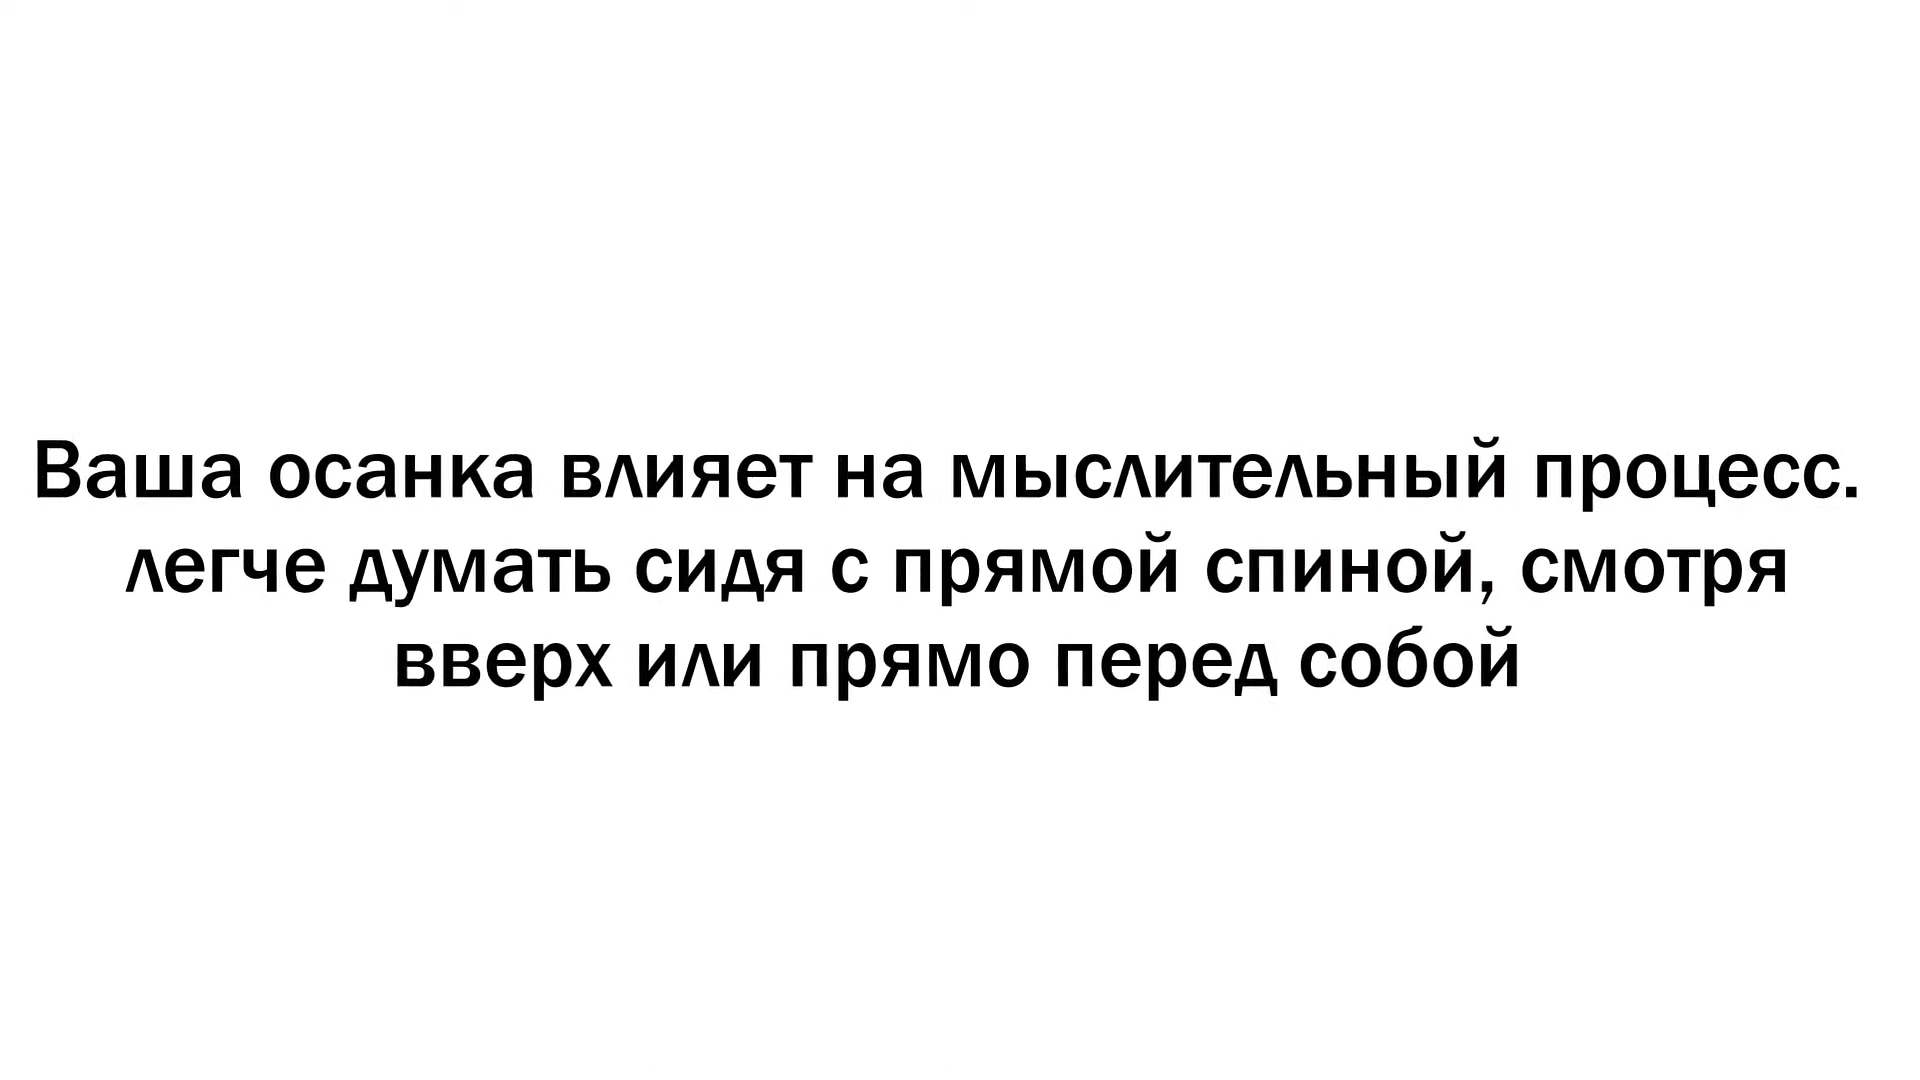 Ваша осанка влияет на мыслительный процесс.
легче думать сидя с прямой спиной, смотря
вверх или прямо перед собой